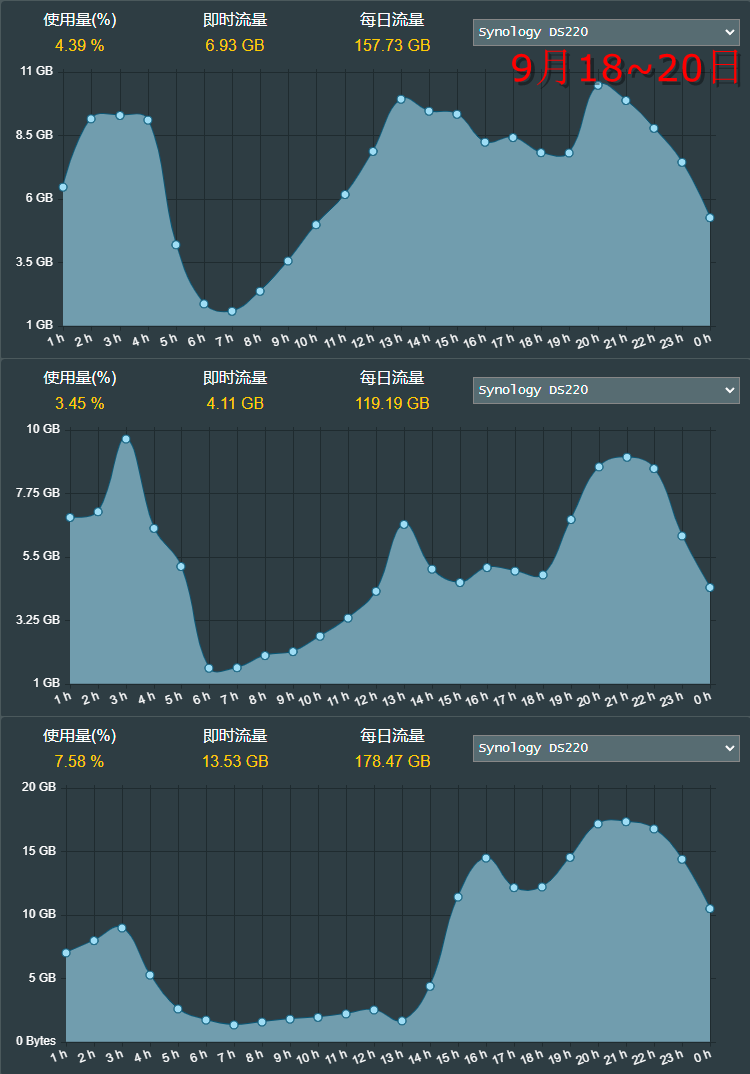 使用量(%) 即时流量 每日流量
4.39 % 6.93 GB 157.73 GB
Synology DS220
9月18~20日
11 GB
8.5 GB
6 GB
3.5 GB
1 GB
1 h 2 h 3 h 4 h 5 h 6 h 7 h 8 h 9 h 10 h 11 h 12 h 13 h 14 h 15 h 16 h 17 h 18 h 19 h 20 h 21 h 22 h 23 h 0 h
使用量(%) 即时流量 每日流量
3.45 % 4.11 GB 119.19 GB
Synology DS220
10 GB
7.75 GB
5.5 GB
3.25 GB
1 GB
1 h 2 h 3 h 4 h 5 h 6 h 7 h 8 h 9 h 10 h 11 h 12 h 13 h 14 h 15 h 16 h 17 h 18 h 19 h 20 h 21 h 22 h 23 h 0 h
使用量(%) 即时流量 每日流量
7.58 % 13.53 GB 178.47 GB
Synology DS220
20 GB
15 GB
10 GB
5 GB
0 Bytes
1 h 2 h 3 h 4 h 5 h 6 h 7 h 8 h 9 h 10 h 11 h 12 h 13 h 14 h 15 h 16 h 17 h 18 h 19 h 20 h 21 h 22 h 23 h 0 h